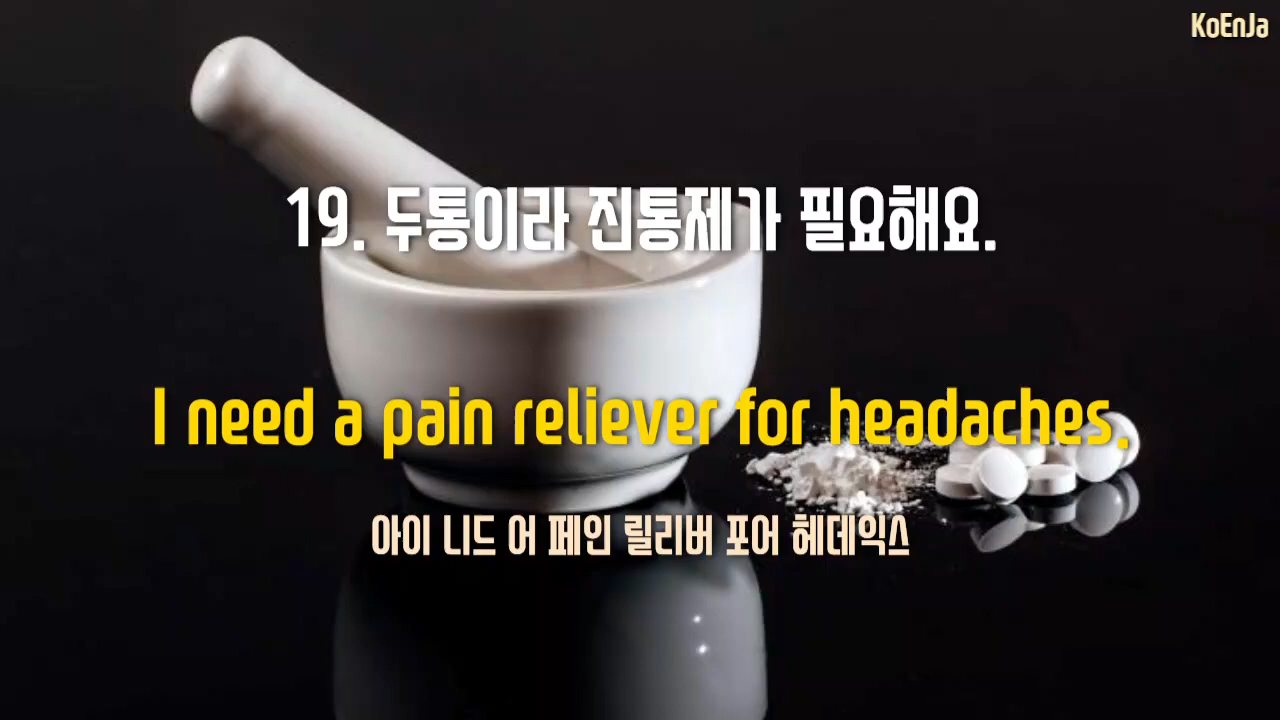 KoEnJa
19. 두통이라 진통제가 필요해요.
I need a pain reliever for headaches.
아이 니드 어 페인 릴리버 포어 헤데익스